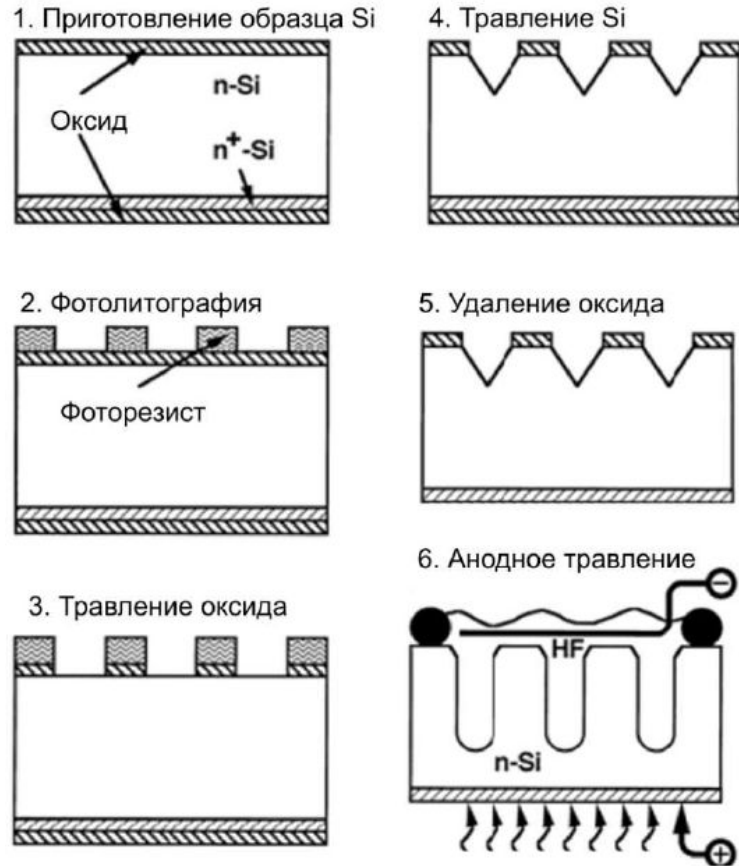 1. Приготовление образца Si
n-Si
Оксид
n⁺-Si
2. Фотолитография
Фоторезист
3. Травление оксида
4. Травление Si
5. Удаление оксида
6. Анодное травление
−
HF
n-Si
+